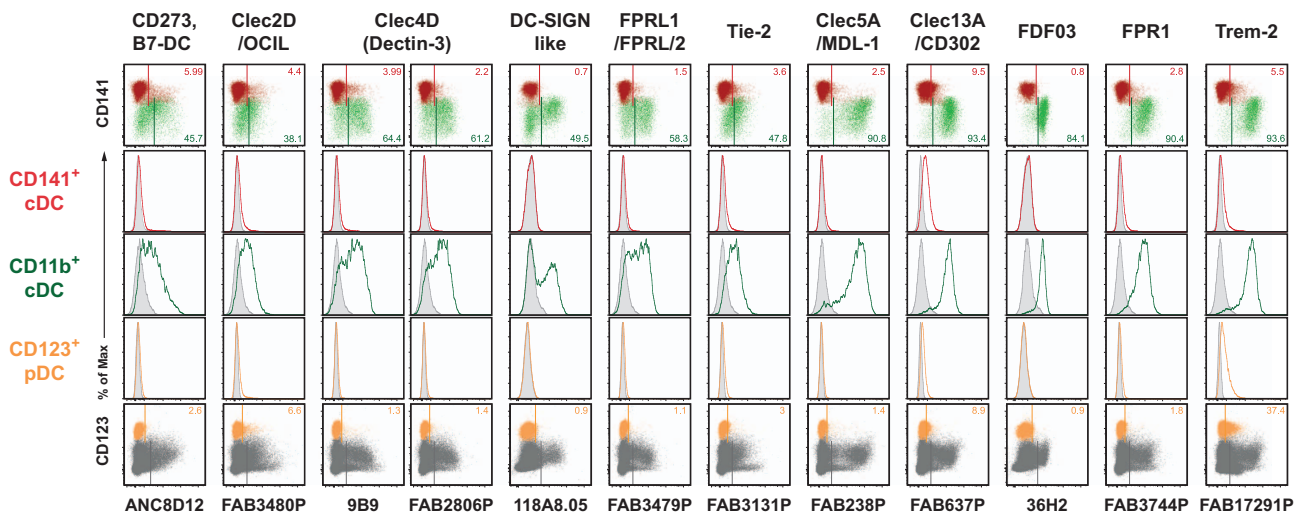 CD273, B7-DC
Clec2D /OCIL
Clec4D (Dectin-3)
DC-SIGN like
FPRL1 /FPRL/2
Tie-2
Clec5A /MDL-1
Clec13A /CD302
FDF03
FPR1
Trem-2
CD141
5.99
4.4
3.99
2.2
0.7
1.5
3.6
2.5
9.5
0.8
2.8
5.5
45.7
38.1
64.4
61.2
49.5
58.3
47.8
90.8
93.4
84.1
90.4
93.6
CD141+
cDC
CD11b+
cDC
CD123+
pDC
% of Max
CD123
2.6
6.6
1.3
1.4
0.9
1.1
3
1.4
8.9
0.9
1.8
37.4
ANC8D12
FAB3480P
9B9
FAB2806P
118A8.05
FAB3479P
FAB3131P
FAB238P
FAB637P
36H2
FAB3744P
FAB17291P